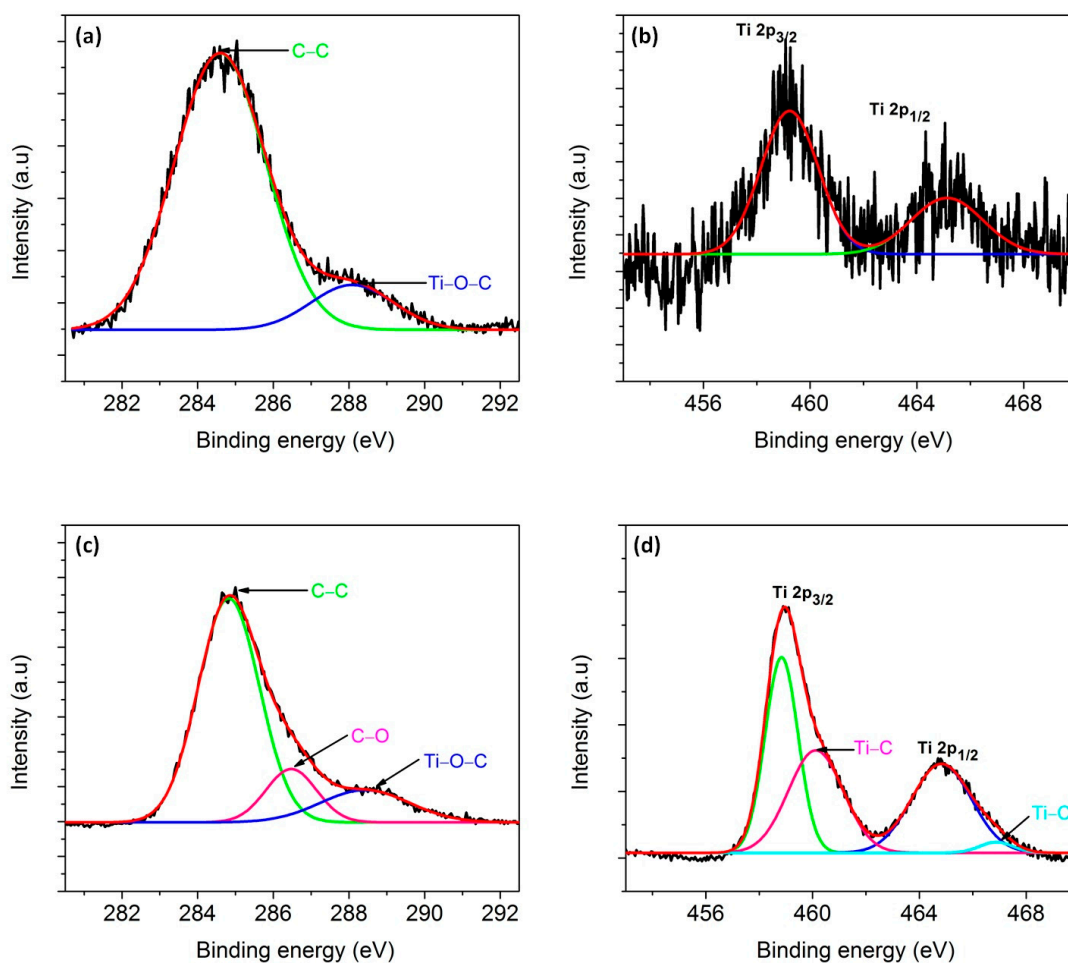 (a)
C–C
Ti–O–C
Intensity (a.u)
282 284 286 288 290 292
Binding energy (eV)
(b)
Ti 2p3/2
Ti 2p1/2
Intensity (a.u)
456 460 464 468
Binding energy (eV)
(c)
C–C
C–O
Ti–O–C
Intensity (a.u)
282 284 286 288 290 292
Binding energy (eV)
(d)
Ti 2p3/2
Ti–C
Ti 2p1/2
Ti–C
Intensity (a.u)
456 460 464 468
Binding energy (eV)